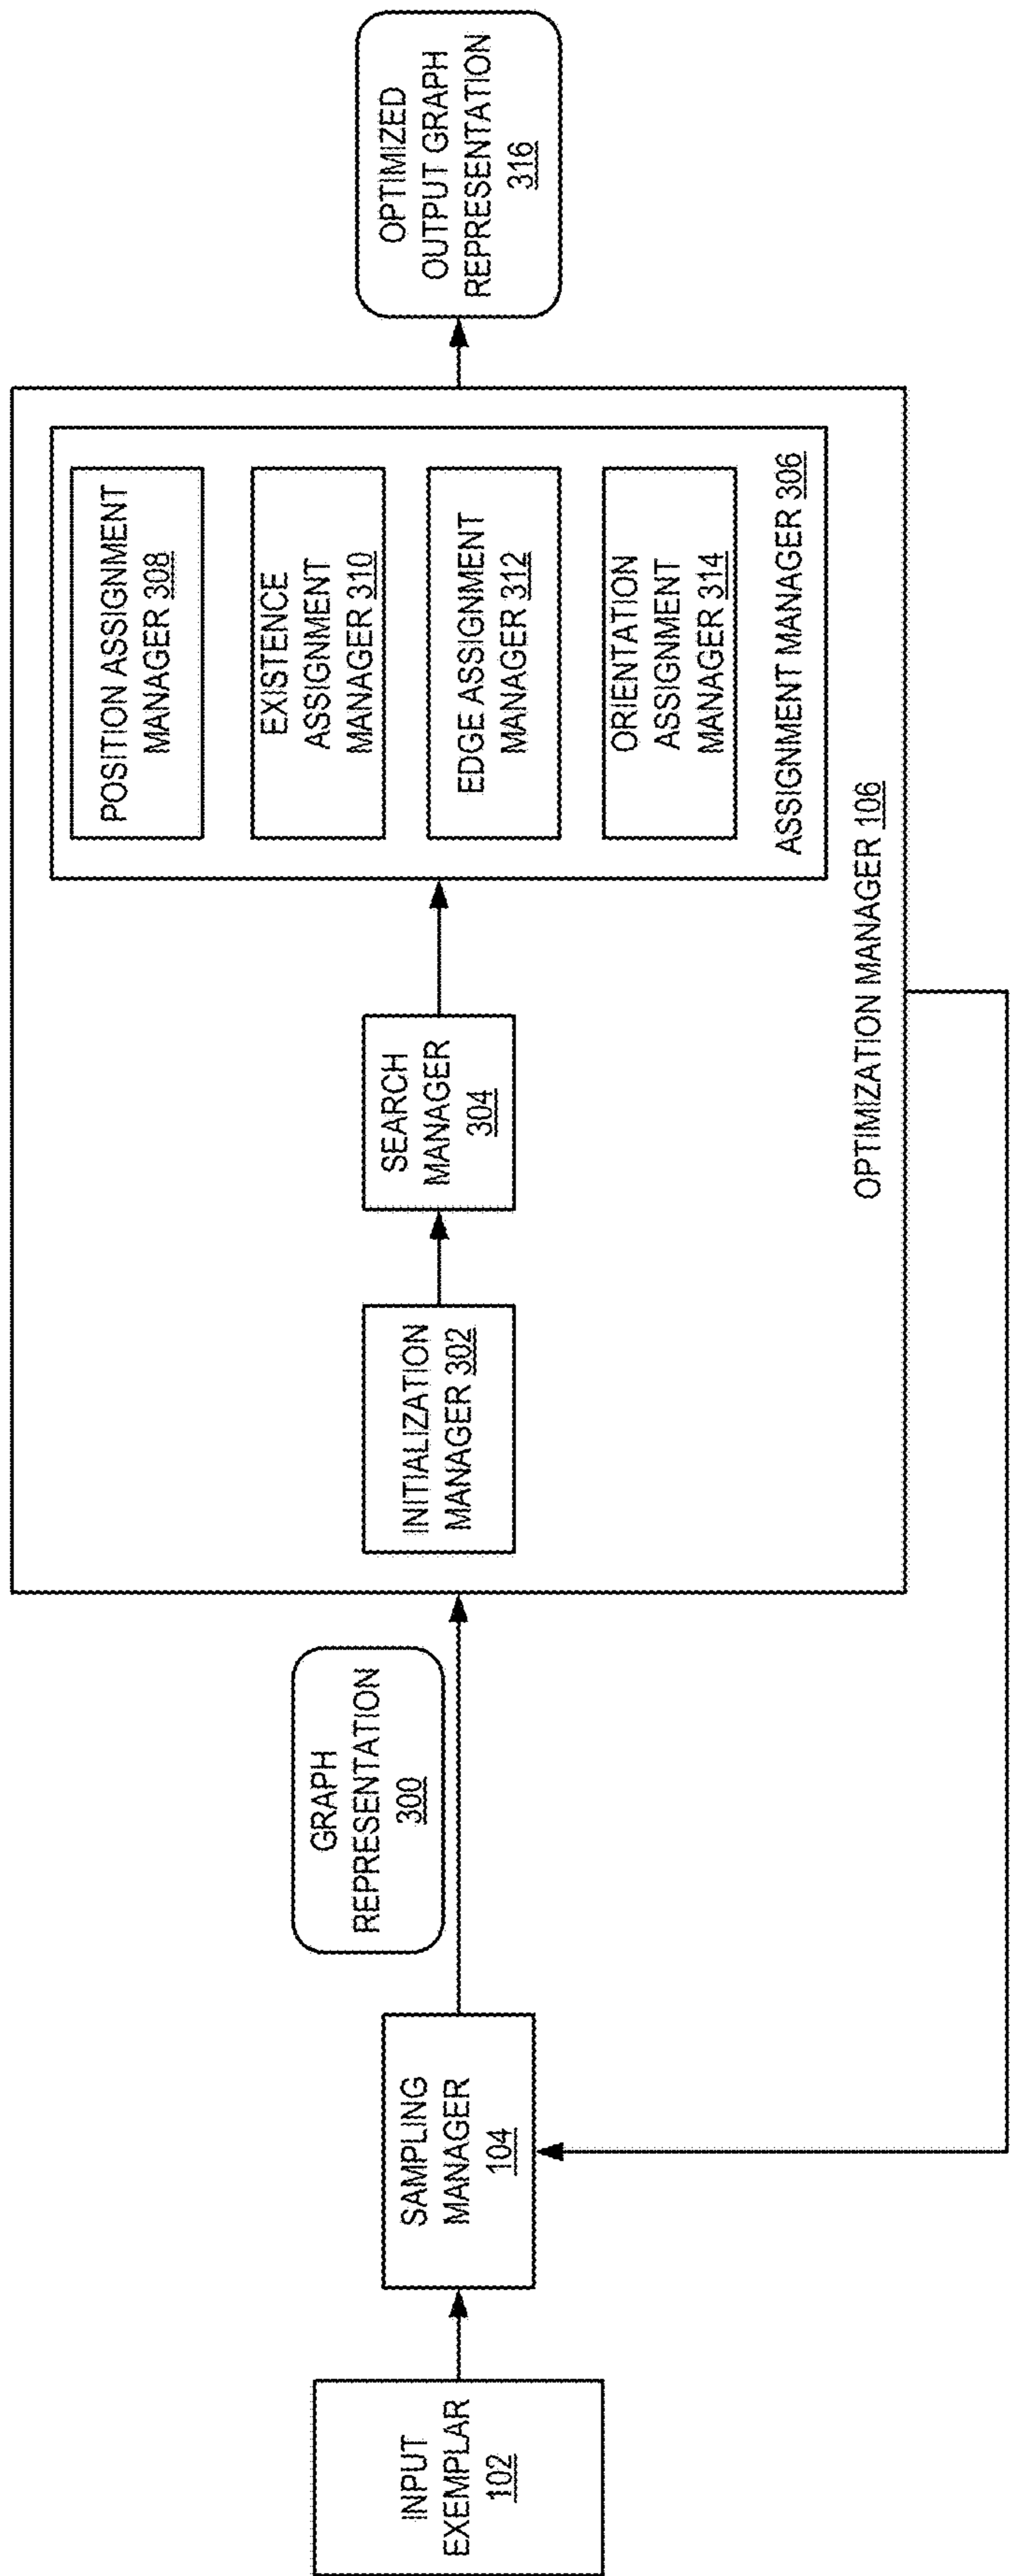 INPUT
EXEMPLAR
102
SAMPLING
MANAGER
104
GRAPH
REPRESENTATION
300
INITIALIZATION
MANAGER 302
SEARCH
MANAGER
304
POSITION ASSIGNMENT
MANAGER 308
EXISTENCE
ASSIGNMENT
MANAGER 310
EDGE ASSIGNMENT
MANAGER 312
ORIENTATION
ASSIGNMENT
MANAGER 314
ASSIGNMENT MANAGER 306
OPTIMIZATION MANAGER 106
OPTIMIZED
OUTPUT GRAPH
REPRESENTATION
316